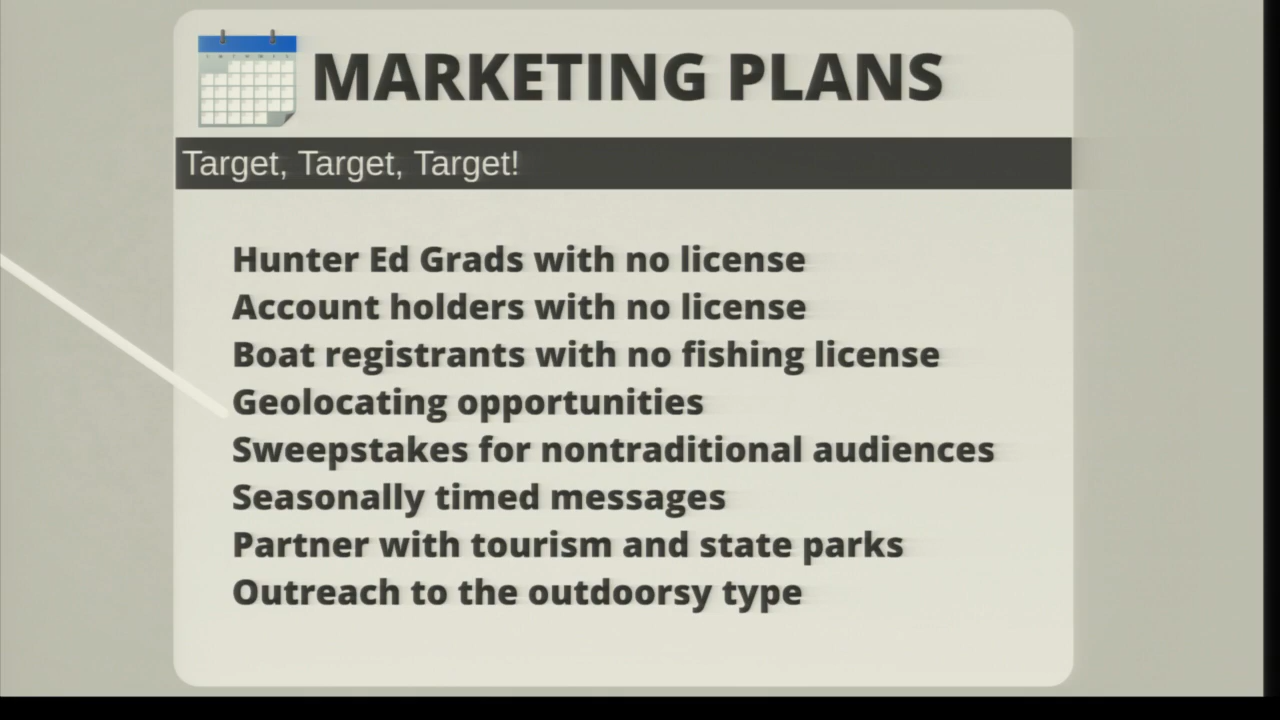 MARKETING PLANS
Target, Target, Target!
Hunter Ed Grads with no license
Account holders with no license
Boat registrants with no fishing license
Geolocating opportunities
Sweepstakes for nontraditional audiences
Seasonally timed messages
Partner with tourism and state parks
Outreach to the outdoorsy type